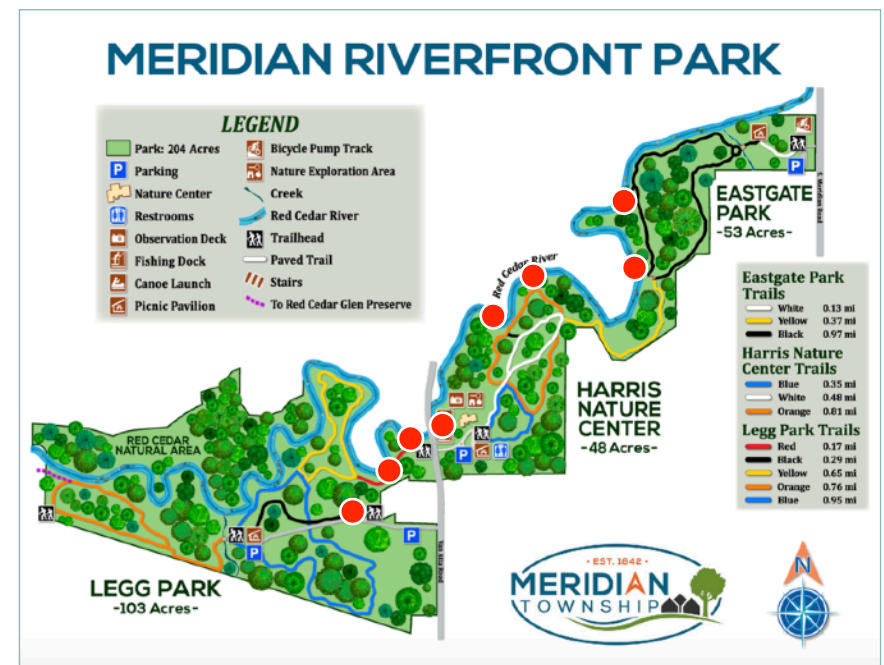 MERIDIAN RIVERFRONT PARK
LEGEND
Park: 204 Acres
P Parking
Nature Center
Restrooms
Observation Deck
Fishing Dock
Canoe Launch
Picnic Pavilion
Bicycle Pump Track
Nature Exploration Area
Creek
Red Cedar River
Trailhead
Paved Trail
Stairs
To Red Cedar Glen Preserve
P
S. Meridian Road
EASTGATE
PARK
-53 Acres-
Red Cedar River
Eastgate Park
Trails
White 0.13 mi
Yellow 0.37 mi
Black 0.97 mi
Harris Nature
Center Trails
Blue 0.35 mi
White 0.48 mi
Orange 0.81 mi
Legg Park Trails
Red 0.17 mi
Black 0.29 mi
Yellow 0.65 mi
Orange 0.76 mi
Blue 0.95 mi
HARRIS
NATURE
CENTER
-48 Acres-
P
RED CEDAR
NATURAL AREA
P
P
Van Atta Road
LEGG PARK
-103 Acres-
· EST. 1842 ·
MERIDIAN
TOWNSHIP
N